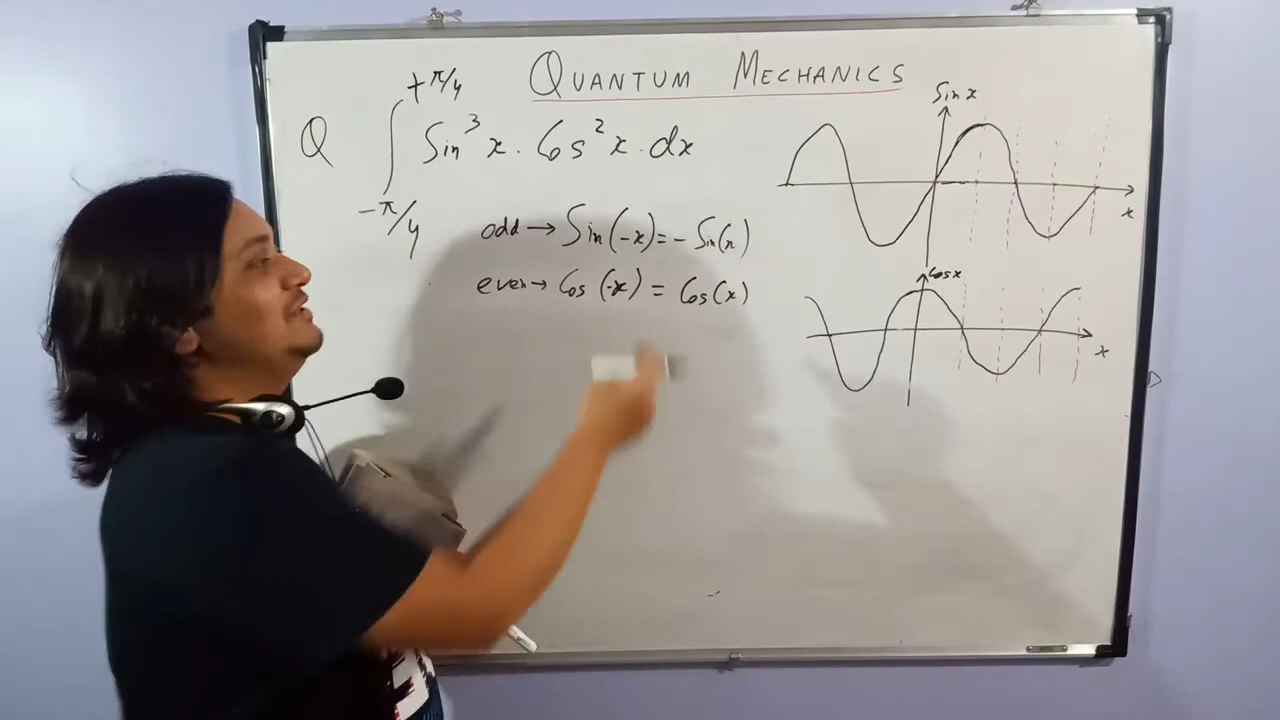 QUANTUM MECHANICS
Q ∫_{-π/4}^{+π/4} Sin³x · Cos²x · dx
odd → Sin(-x) = - Sin(x)
even → Cos(-x) = Cos(x)
Sin x
x
Cos x
x